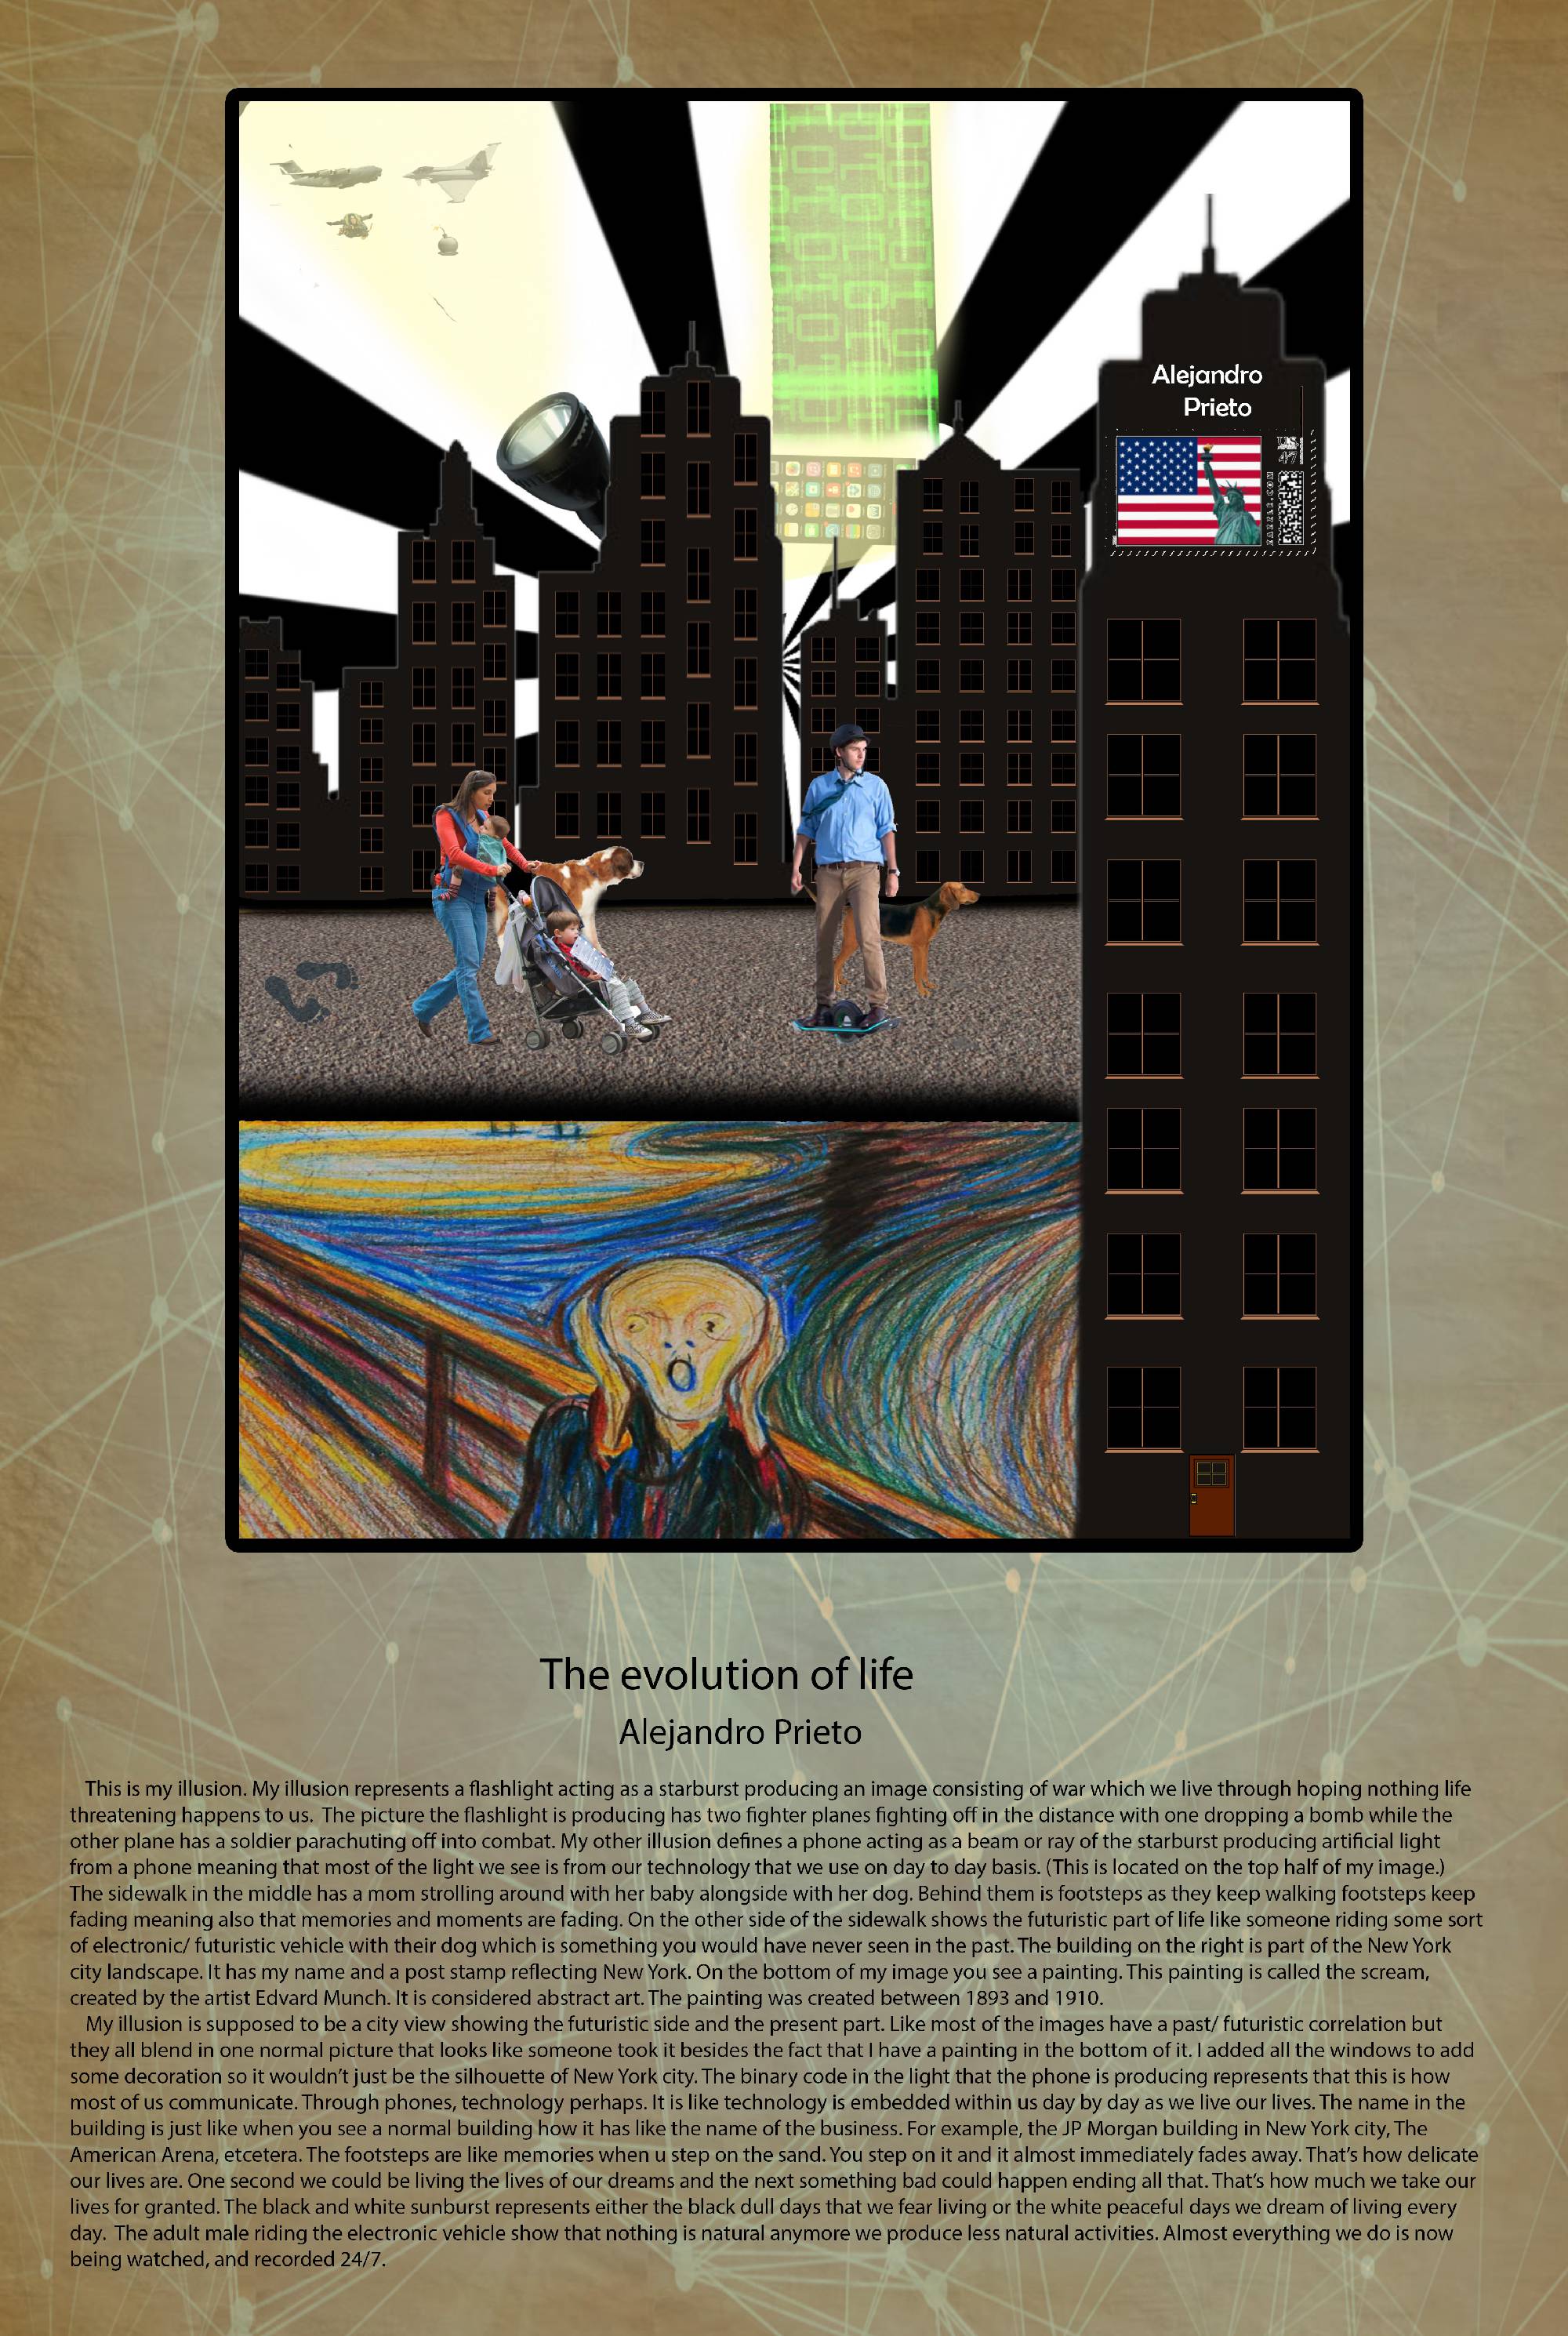 Alejandro
Prieto
The evolution of life
Alejandro Prieto
This is my illusion. My illusion represents a flashlight acting as a starburst producing an image consisting of war which we live through hoping nothing life
threatening happens to us. The picture the flashlight is producing has two fighter planes fighting off in the distance with one dropping a bomb while the
other plane has a soldier parachuting off into combat. My other illusion defines a phone acting as a beam or ray of the starburst producing artificial light
from a phone meaning that most of the light we see is from our technology that we use on day to day basis. (This is located on the top half of my image.)
The sidewalk in the middle has a mom strolling around with her baby alongside with her dog. Behind them is footsteps as they keep walking footsteps keep
fading meaning also that memories and moments are fading. On the other side of the sidewalk shows the futuristic part of life like someone riding some sort
of electronic/ futuristic vehicle with their dog which is something you would have never seen in the past. The building on the right is part of the New York
city landscape. It has my name and a post stamp reflecting New York. On the bottom of my image you see a painting. This painting is called the scream,
created by the artist Edvard Munch. It is considered abstract art. The painting was created between 1893 and 1910.
My illusion is supposed to be a city view showing the futuristic side and the present part. Like most of the images have a past/ futuristic correlation but
they all blend in one normal picture that looks like someone took it besides the fact that I have a painting in the bottom of it. I added all the windows to add
some decoration so it wouldn't just be the silhouette of New York city. The binary code in the light that the phone is producing represents that this is how
most of us communicate. Through phones, technology perhaps. It is like technology is embedded within us day by day as we live our lives. The name in the
building is just like when you see a normal building how it has like the name of the business. For example, the JP Morgan building in New York city, The
American Arena, etcetera. The footsteps are like memories when u step on the sand. You step on it and it almost immediately fades away. That's how delicate
our lives are. One second we could be living the lives of our dreams and the next something bad could happen ending all that. That's how much we take our
lives for granted. The black and white sunburst represents either the black dull days that we fear living or the white peaceful days we dream of living every
day. The adult male riding the electronic vehicle show that nothing is natural anymore we produce less natural activities. Almost everything we do is now
being watched, and recorded 24/7.